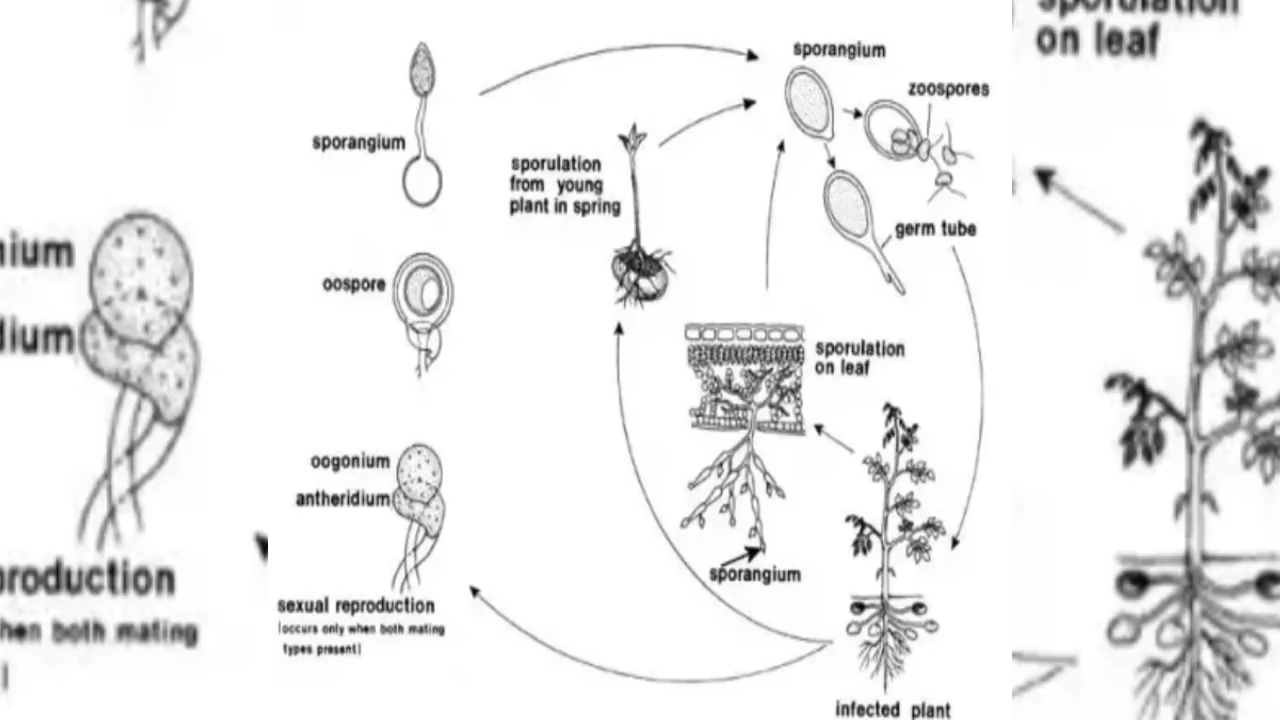 sporangium
zoospores
sporangium
sporulation
from young
plant in spring
germ tube
oospore
sporulation
on leaf
oogonium
antheridium
sporangium
sexual reproduction
(occurs only when both mating
types present)
infected plant
sporulation
on leaf
nium
dium
production
hen both mating